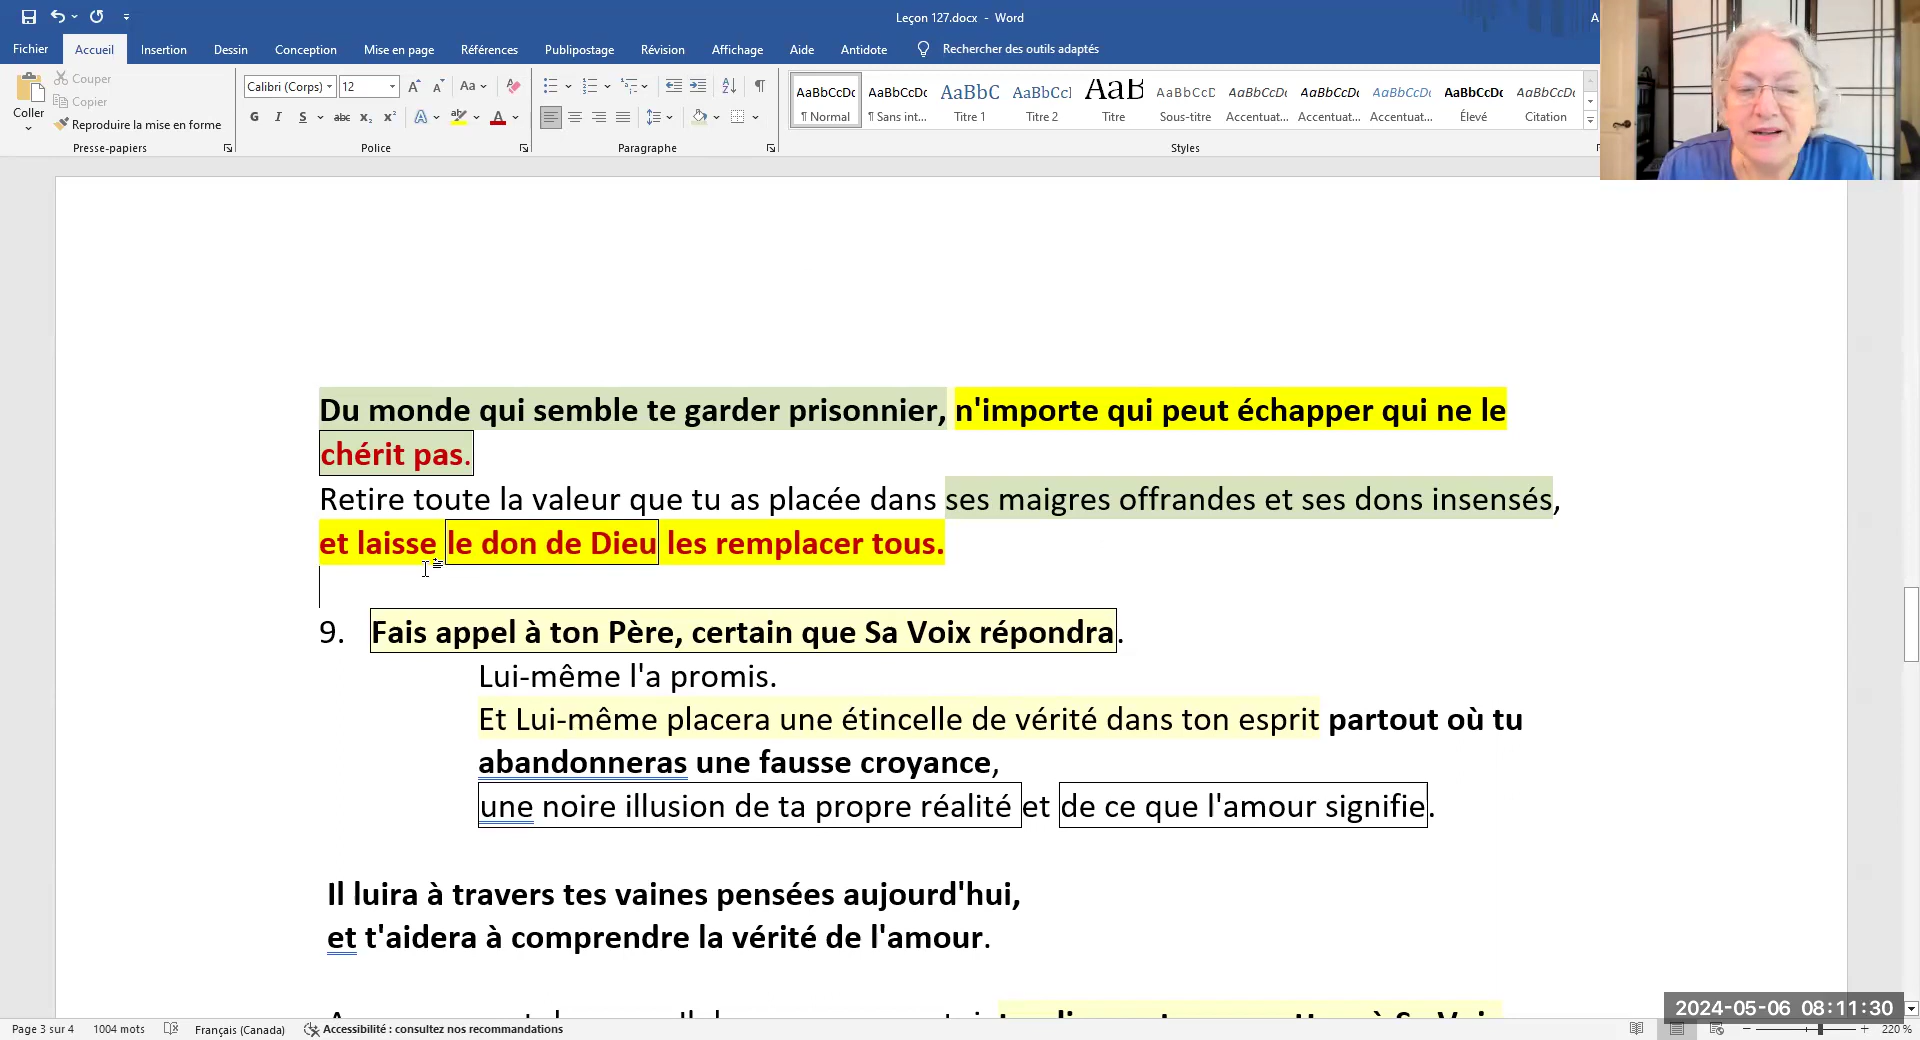 Leçon 127.docx - Word
A
Fichier Accueil Insertion Dessin Conception Mise en page Références Publipostage Révision Affichage Aide Antidote Rechercher des outils adaptés
Coller
Couper
Copier
Reproduire la mise en forme
Presse-papiers
Calibri (Corps) 12
Aa
G I S abc x₂ x² A A
Police
Paragraphe
AaBbCcDc AaBbCcDc AaBbC AaBbCcI AaB AaBbCcD AaBbCcDc AaBbCcDc AaBbCcDc AaBbCcDc AaBbCcDc
¶ Normal ¶ Sans int... Titre 1 Titre 2 Titre Sous-titre Accentuat... Accentuat... Accentuat... Élevé Citation
Styles
Du monde qui semble te garder prisonnier, n'importe qui peut échapper qui ne le
chérit pas.
Retire toute la valeur que tu as placée dans ses maigres offrandes et ses dons insensés,
et laisse le don de Dieu les remplacer tous.
9. Fais appel à ton Père, certain que Sa Voix répondra.
Lui-même l'a promis.
Et Lui-même placera une étincelle de vérité dans ton esprit partout où tu
abandonneras une fausse croyance,
une noire illusion de ta propre réalité et de ce que l'amour signifie.
Il luira à travers tes vaines pensées aujourd'hui,
et t'aidera à comprendre la vérité de l'amour.
2024-05-06 08:11:30
Page 3 sur 4 1004 mots Français (Canada) Accessibilité : consultez nos recommandations 220 %